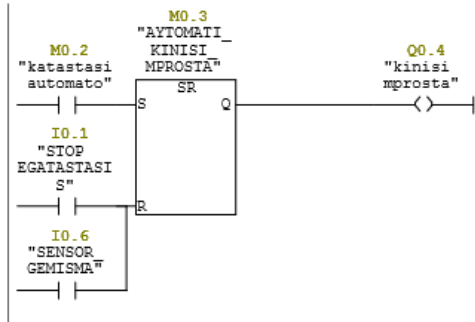 M0.3
"AYTOMATI_
KINISI_
MPROSTA"
M0.2
"katastasi
automato"
Q0.4
"kinisi
mprosta"
SR
S
Q
I0.1
"STOP
EGATASTASI
S"
R
I0.6
"SENSOR_
GEMISMA"